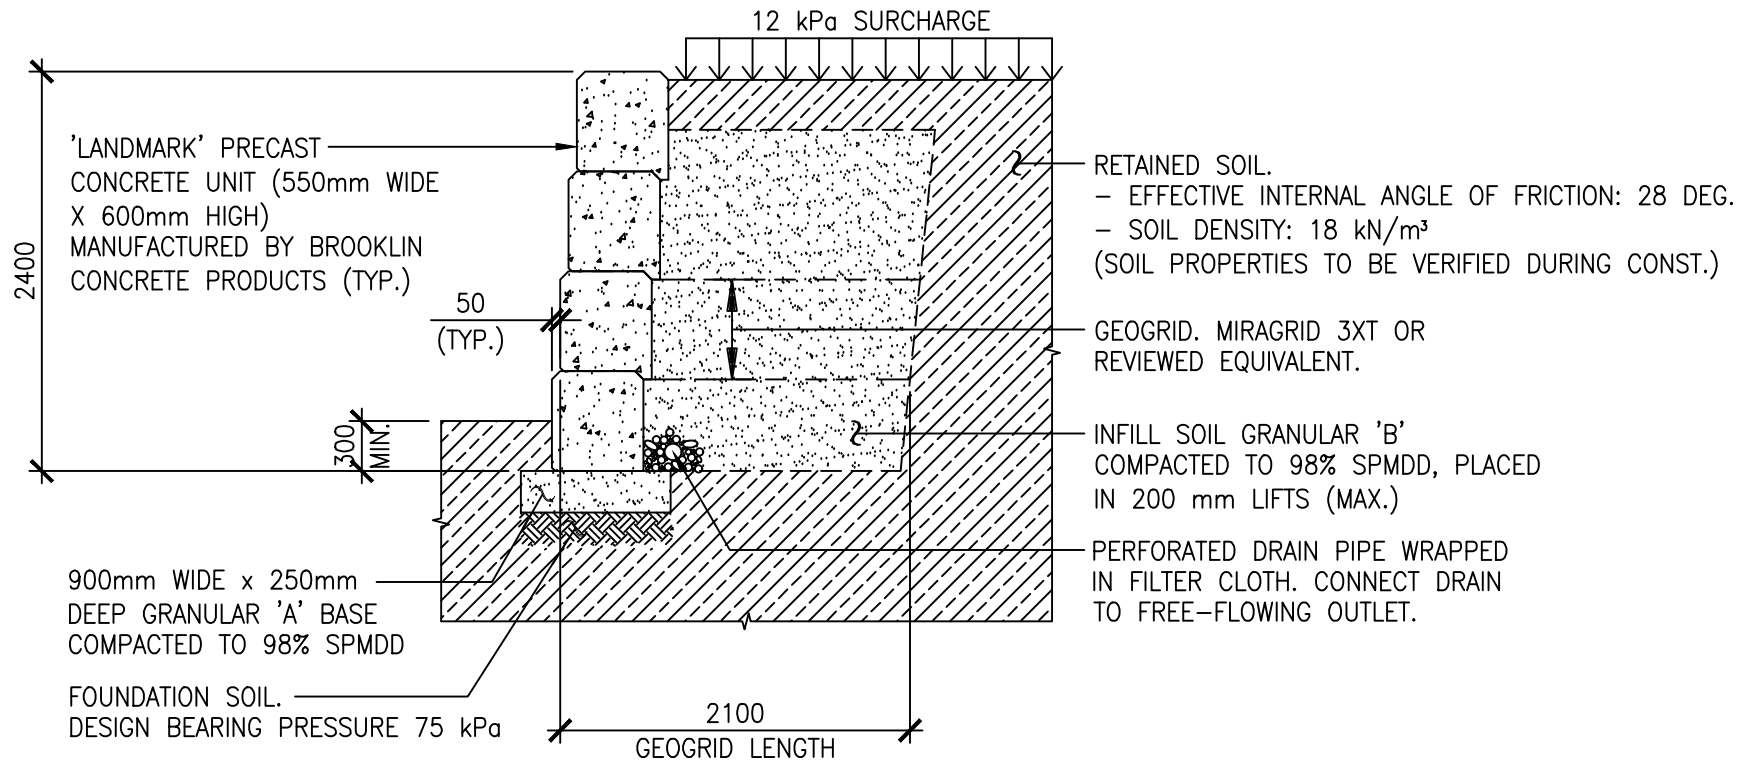 12 kPa SURCHARGE
2400
'LANDMARK' PRECAST
CONCRETE UNIT (550mm WIDE
X 600mm HIGH)
MANUFACTURED BY BROOKLIN
CONCRETE PRODUCTS (TYP.)
50
(TYP.)
300
MIN.
900mm WIDE x 250mm
DEEP GRANULAR 'A' BASE
COMPACTED TO 98% SPMDD
FOUNDATION SOIL.
DESIGN BEARING PRESSURE 75 kPa
2100
GEOGRID LENGTH
RETAINED SOIL.
– EFFECTIVE INTERNAL ANGLE OF FRICTION: 28 DEG.
– SOIL DENSITY: 18 kN/m³
(SOIL PROPERTIES TO BE VERIFIED DURING CONST.)
GEOGRID. MIRAGRID 3XT OR
REVIEWED EQUIVALENT.
INFILL SOIL GRANULAR 'B'
COMPACTED TO 98% SPMDD, PLACED
IN 200 mm LIFTS (MAX.)
PERFORATED DRAIN PIPE WRAPPED
IN FILTER CLOTH. CONNECT DRAIN
TO FREE–FLOWING OUTLET.